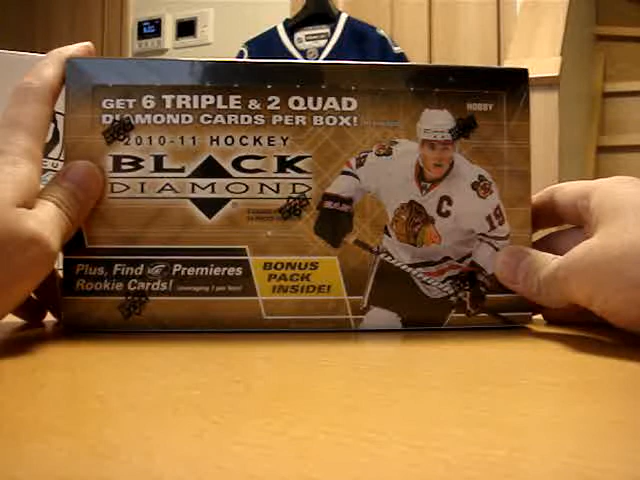 GET 6 TRIPLE & 2 QUAD
DIAMOND CARDS PER BOX!
HOBBY
2010-11 HOCKEY
BLACK
DIAMOND
Plus, Find Premieres
Rookie Cards!
BONUS
PACK
INSIDE!
C
19